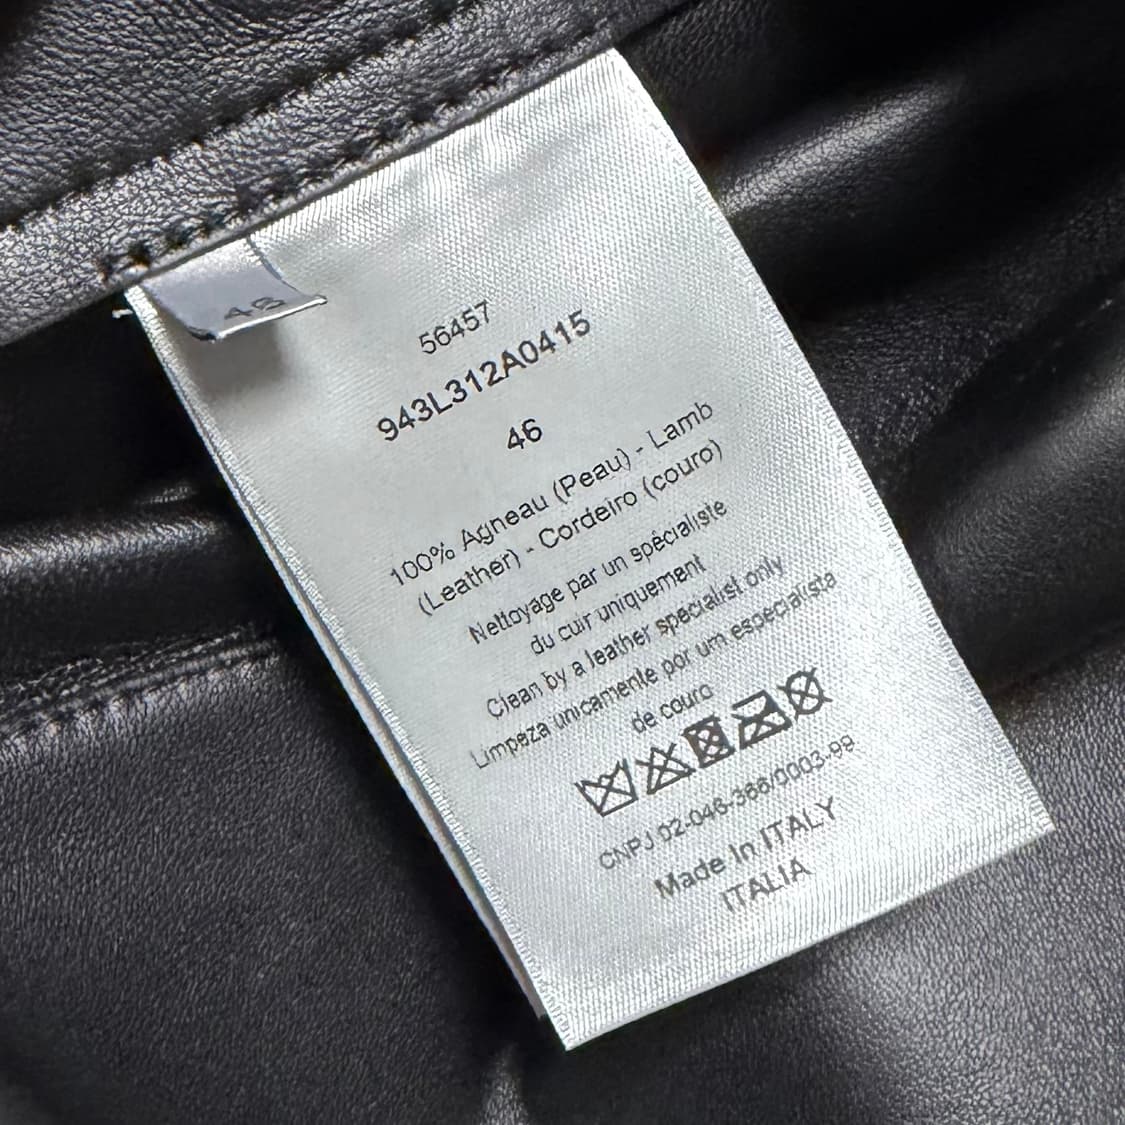 46
56457
943L312A0415
46
100% Agneau (Peau) - Lamb
(Leather) - Cordeiro (couro)
Nettoyage par un spécialiste
du cuir uniquement
Clean by a leather specialist only
Limpeza unicamente por um especialista
de couro
CNPJ 02-046-366/0003-99
Made In ITALY
ITALIA